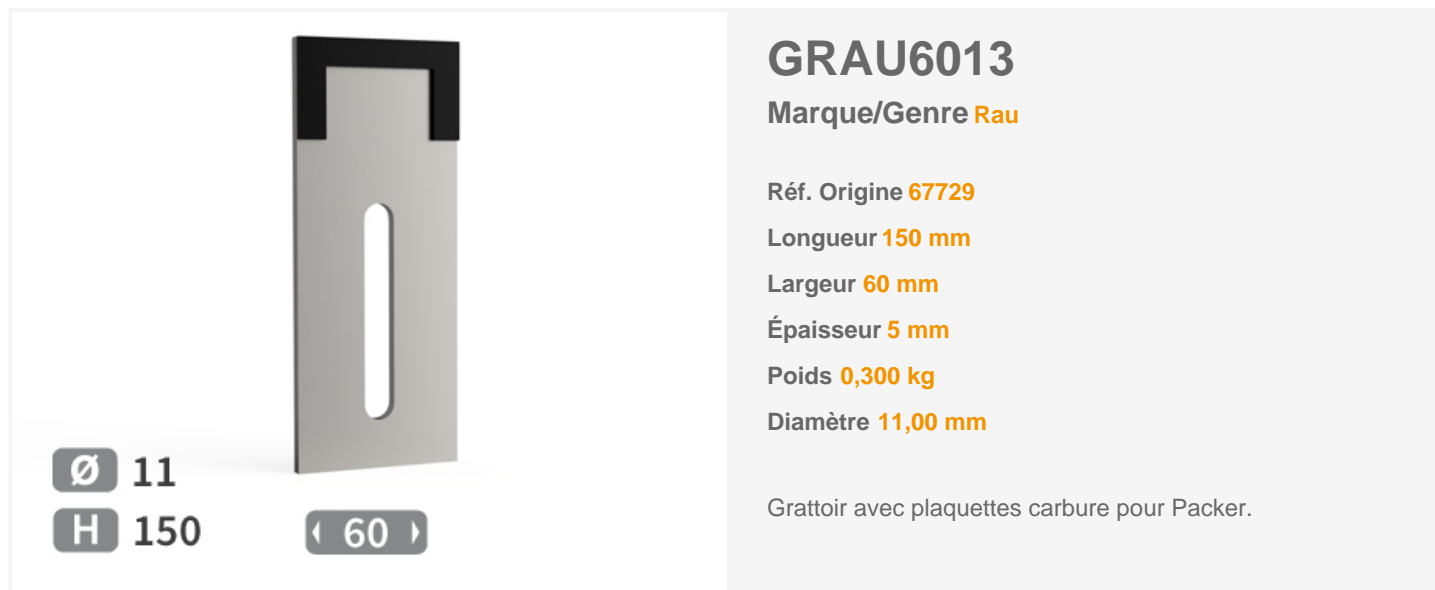 GRAU6013
Marque/Genre Rau
Réf. Origine 67729
Longueur 150 mm
Largeur 60 mm
Épaisseur 5 mm
Poids 0,300 kg
Diamètre 11,00 mm
Grattoir avec plaquettes carbure pour Packer.
Ø 11
H 150
60